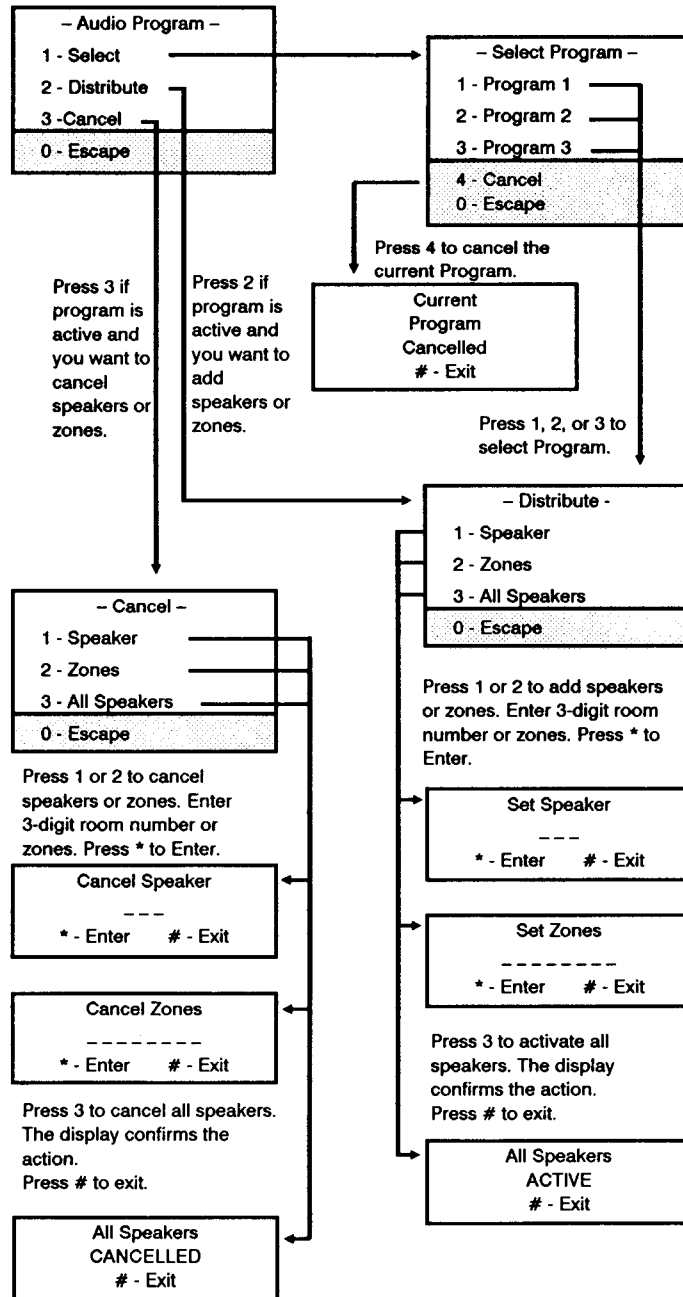 – Audio Program –
1 - Select
2 - Distribute
3 -Cancel
0 - Escape
– Select Program –
1 - Program 1
2 - Program 2
3 - Program 3
4 - Cancel
0 - Escape
Press 4 to cancel the
current Program.
Current
Program
Cancelled
# - Exit
Press 3 if
program is
active and
you want to
cancel
speakers or
zones.
Press 2 if
program is
active and
you want to
add
speakers or
zones.
Press 1, 2, or 3 to
select Program.
– Distribute -
1 - Speaker
2 - Zones
3 - All Speakers
0 - Escape
– Cancel –
1 - Speaker
2 - Zones
3 - All Speakers
0 - Escape
Press 1 or 2 to cancel
speakers or zones. Enter
3-digit room number or
zones. Press * to Enter.
Cancel Speaker
_ _ _
* - Enter # - Exit
Cancel Zones
_ _ _ _ _ _ _ _
* - Enter # - Exit
Press 3 to cancel all speakers.
The display confirms the
action.
Press # to exit.
All Speakers
CANCELLED
# - Exit
Press 1 or 2 to add speakers
or zones. Enter 3-digit room
number or zones. Press * to
Enter.
Set Speaker
_ _ _
* - Enter # - Exit
Set Zones
_ _ _ _ _ _ _ _
* - Enter # - Exit
Press 3 to activate all
speakers. The display
confirms the action.
Press # to exit.
All Speakers
ACTIVE
# - Exit